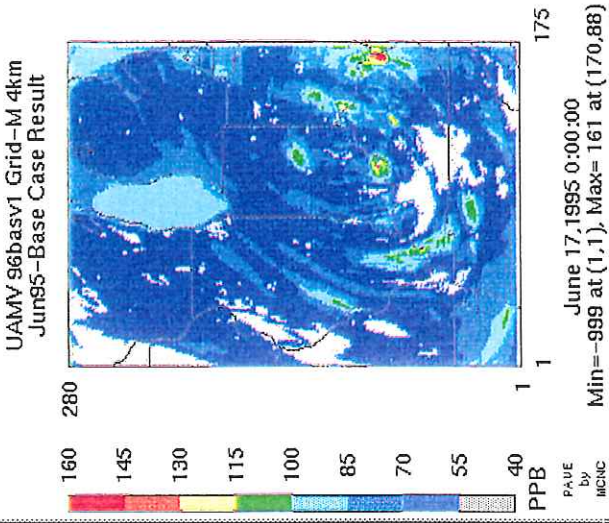 UAMV 96basv1 Grid-M 4km
Jun95-Base Case Result
160
145
130
115
100
85
70
55
40
PPB
PAVE
by
MCNC
280
1
1
175
June 17,1995 0:00:00
Min=-999 at (1,1), Max= 161 at (170,88)